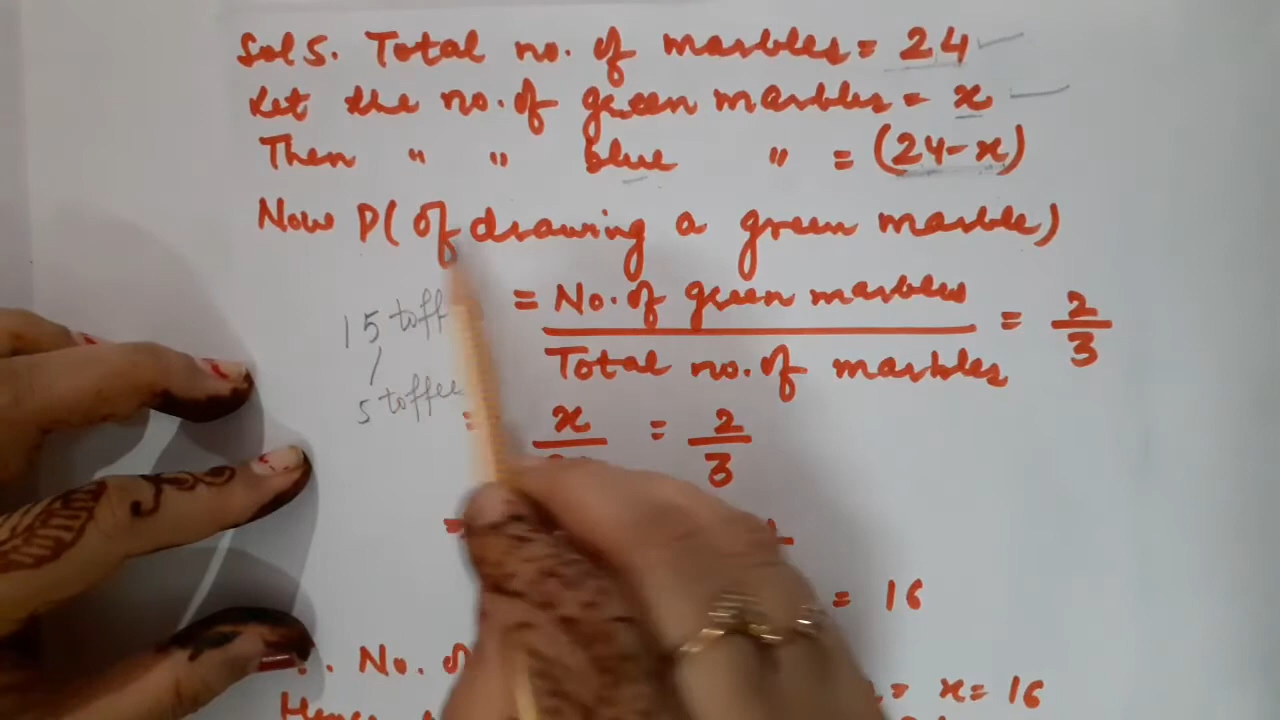 Sol 5. Total no. of marbles = 24
Let the no. of green marbles = x
Then " " blue " = (24-x)
Now P( of drawing a green marble)
= No. of green marbles / Total no. of marbles = 2/3
15 toff
5 toffee
= x = 2/3
=
= 16
∴ No. of = x = 16
Hence